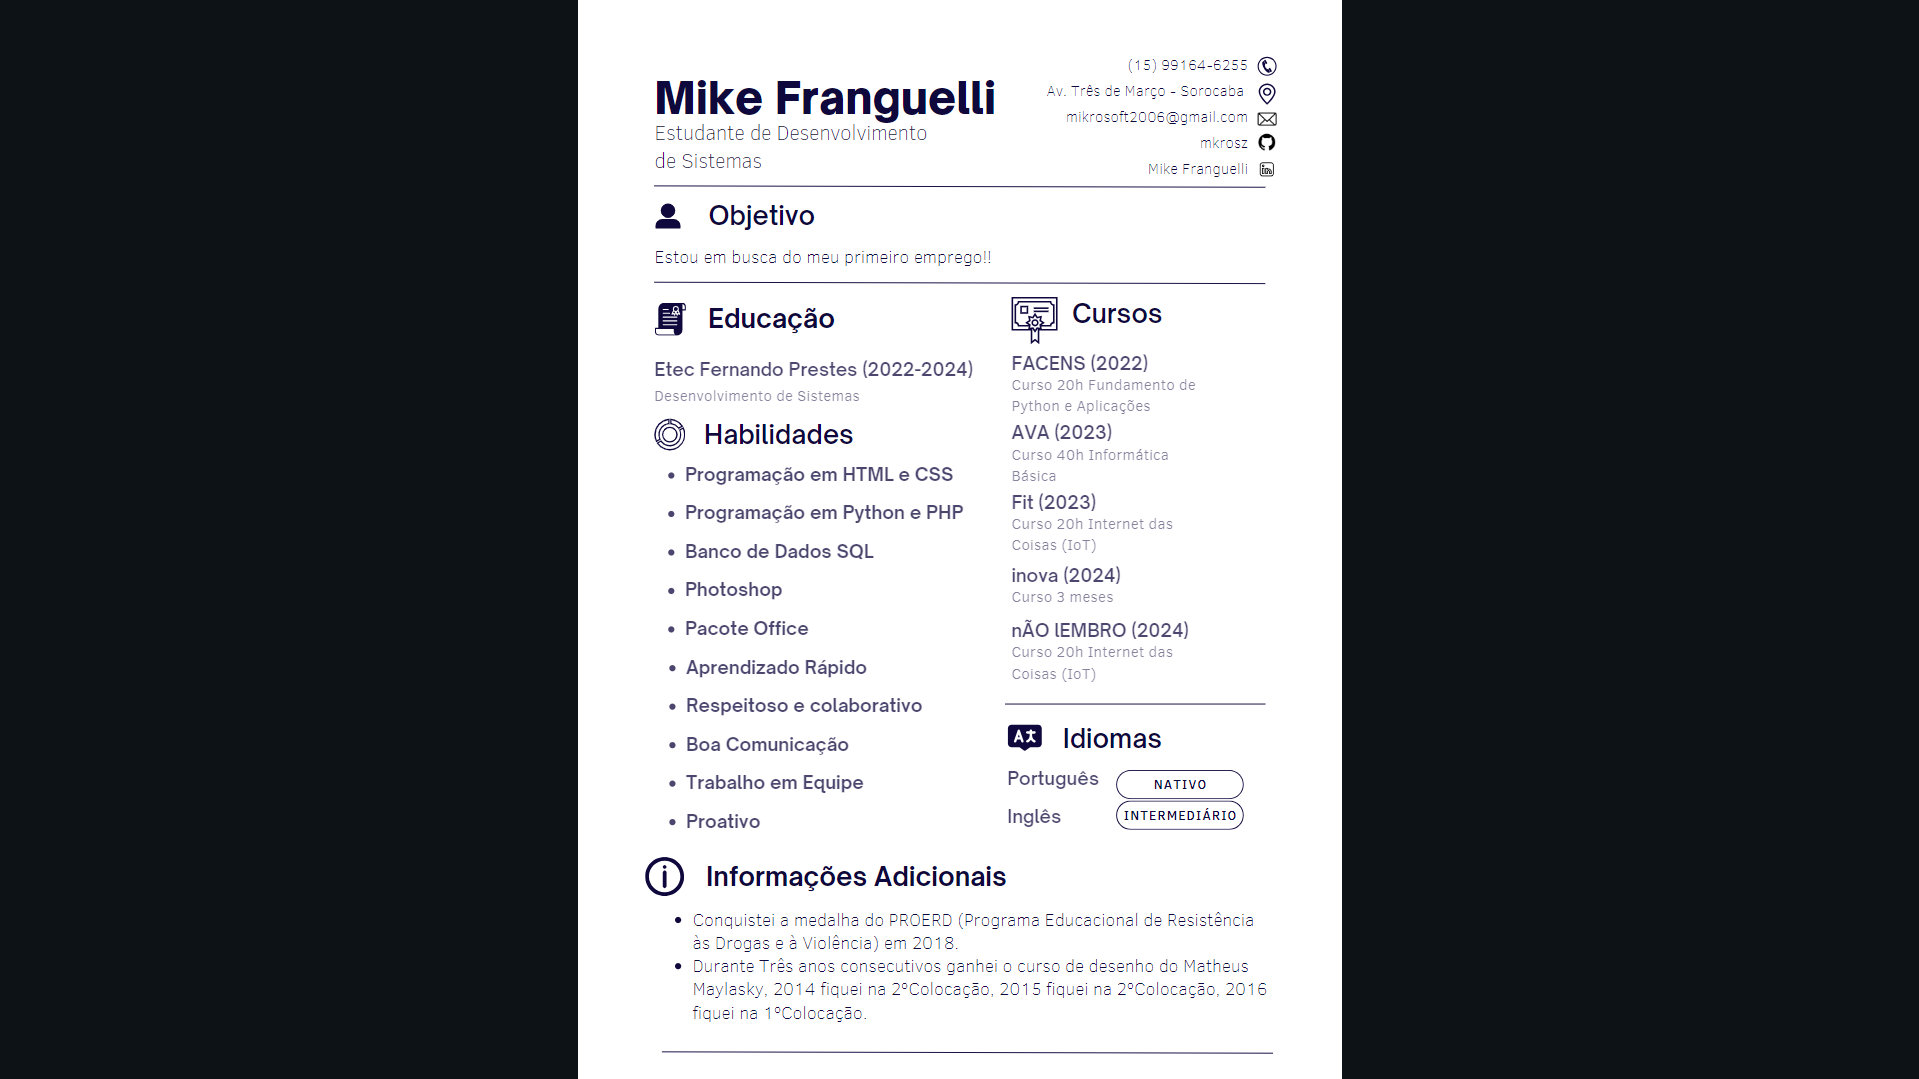 Mike Franguelli
Estudante de Desenvolvimento
de Sistemas
(15) 99164-6255
Av. Três de Março - Sorocaba
mikrosoft2006@gmail.com
mkrosz
Mike Franguelli
Objetivo
Estou em busca do meu primeiro emprego!!
Educação
Etec Fernando Prestes (2022-2024)
Desenvolvimento de Sistemas
Habilidades
• Programação em HTML e CSS
• Programação em Python e PHP
• Banco de Dados SQL
• Photoshop
• Pacote Office
• Aprendizado Rápido
• Respeitoso e colaborativo
• Boa Comunicação
• Trabalho em Equipe
• Proativo
Cursos
FACENS (2022)
Curso 20h Fundamento de
Python e Aplicações
AVA (2023)
Curso 40h Informática
Básica
Fit (2023)
Curso 20h Internet das
Coisas (IoT)
inova (2024)
Curso 3 meses
nÃO lEMBRO (2024)
Curso 20h Internet das
Coisas (IoT)
Idiomas
Português NATIVO
Inglês INTERMEDIÁRIO
Informações Adicionais
• Conquistei a medalha do PROERD (Programa Educacional de Resistência
às Drogas e à Violência) em 2018.
• Durante Três anos consecutivos ganhei o curso de desenho do Matheus
Maylasky, 2014 fiquei na 2ºColocação, 2015 fiquei na 2ºColocação, 2016
fiquei na 1ºColocação.